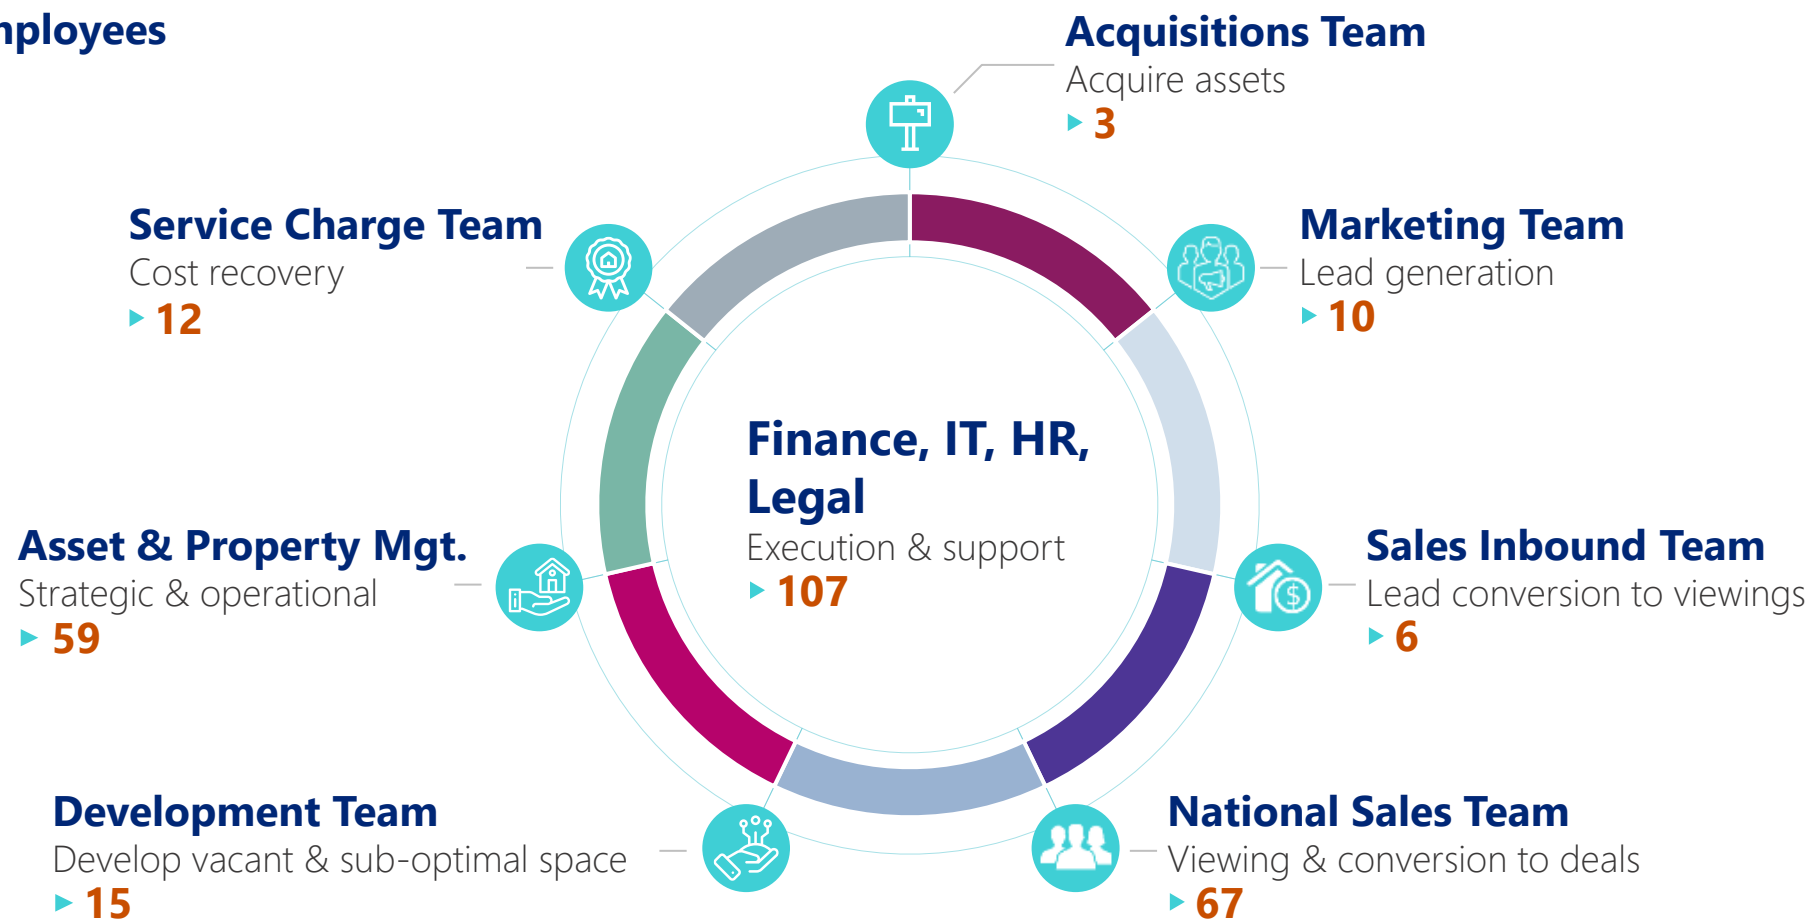 Acquisitions Team
Acquire assets
3
Service Charge Team
Cost recovery
12
Marketing Team
Lead generation
10
Finance, IT, HR,
Legal
Execution & support
107
Asset & Property Mgt.
Strategic & operational
59
Sales Inbound Team
Lead conversion to viewings
6
Development Team
Develop vacant & sub-optimal space
15
National Sales Team
Viewing & conversion to deals
67